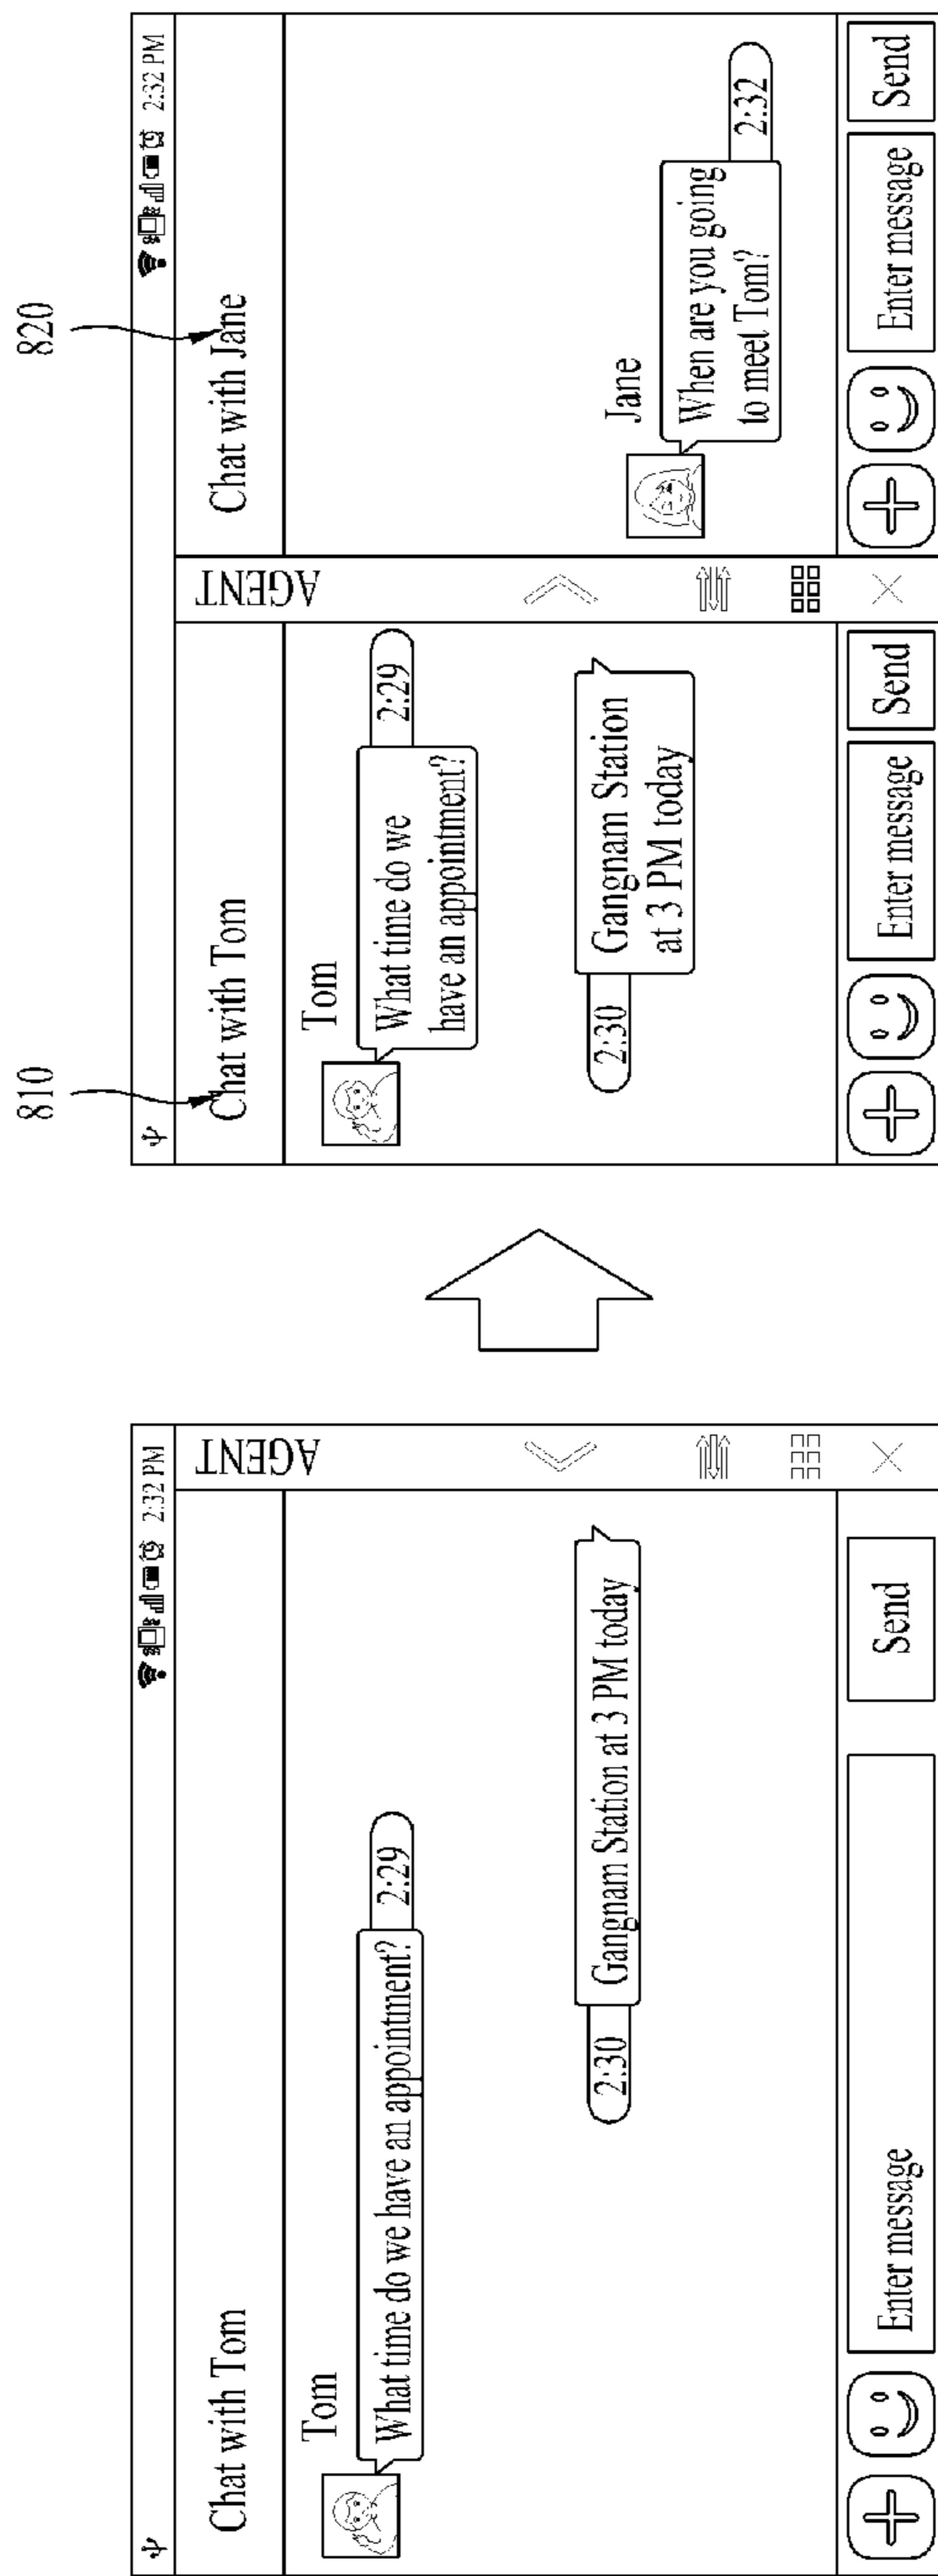 2:32 PM
Chat with Tom
AGENT
Tom
What time do we have an appointment?
2:29
2:30
Gangnam Station at 3 PM today
Enter message
Send
810
820
2:32 PM
Chat with Tom
Tom
What time do we
have an appointment?
2:29
2:30
Gangnam Station
at 3 PM today
Enter message
Send
AGENT
Chat with Jane
Jane
When are you going
to meet Tom?
2:32
Enter message
Send